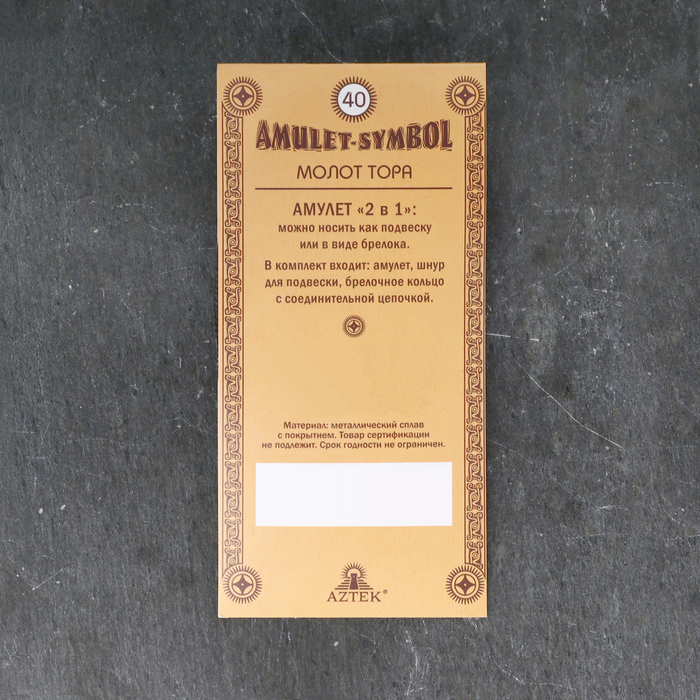 40
AMULET-SYMBOL
МОЛОТ ТОРА
АМУЛЕТ «2 в 1»:
можно носить как подвеску
или в виде брелока.
В комплект входит: амулет, шнур
для подвески, брелочное кольцо
с соединительной цепочкой.
Материал: металлический сплав
с покрытием. Товар сертификации
не подлежит. Срок годности не ограничен.
AZTEK®